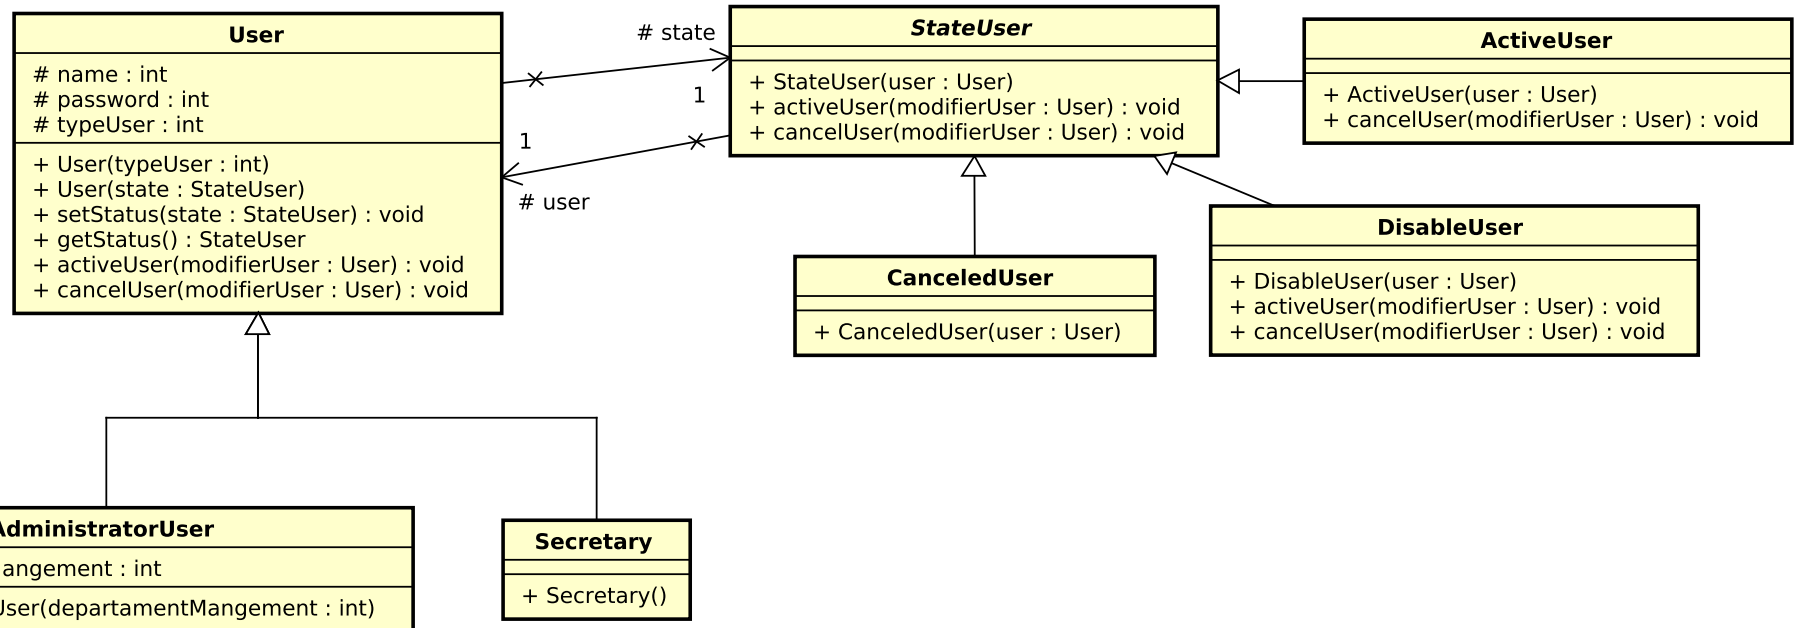 User
# name : int
# password : int
# typeUser : int
+ User(typeUser : int)
+ User(state : StateUser)
+ setStatus(state : StateUser) : void
+ getStatus() : StateUser
+ activeUser(modifierUser : User) : void
+ cancelUser(modifierUser : User) : void
# state
1
1
# user
StateUser
+ StateUser(user : User)
+ activeUser(modifierUser : User) : void
+ cancelUser(modifierUser : User) : void
ActiveUser
+ ActiveUser(user : User)
+ cancelUser(modifierUser : User) : void
CanceledUser
+ CanceledUser(user : User)
DisableUser
+ DisableUser(user : User)
+ activeUser(modifierUser : User) : void
+ cancelUser(modifierUser : User) : void
AdministratorUser
angement : int
User(departamentMangement : int)
Secretary
+ Secretary()